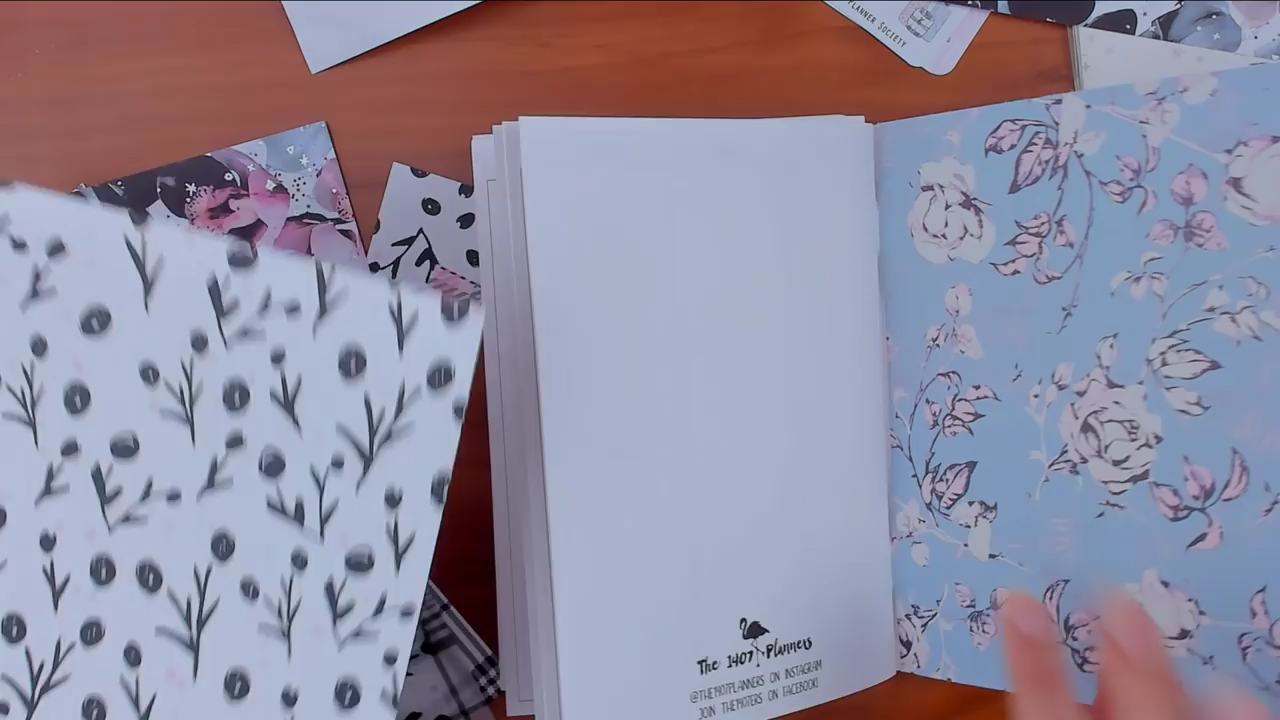 PLANNER SOCIETY
The 1407 Planners
@THE1407PLANNERS ON INSTAGRAM
JOIN THE1407ERS ON FACEBOOK!